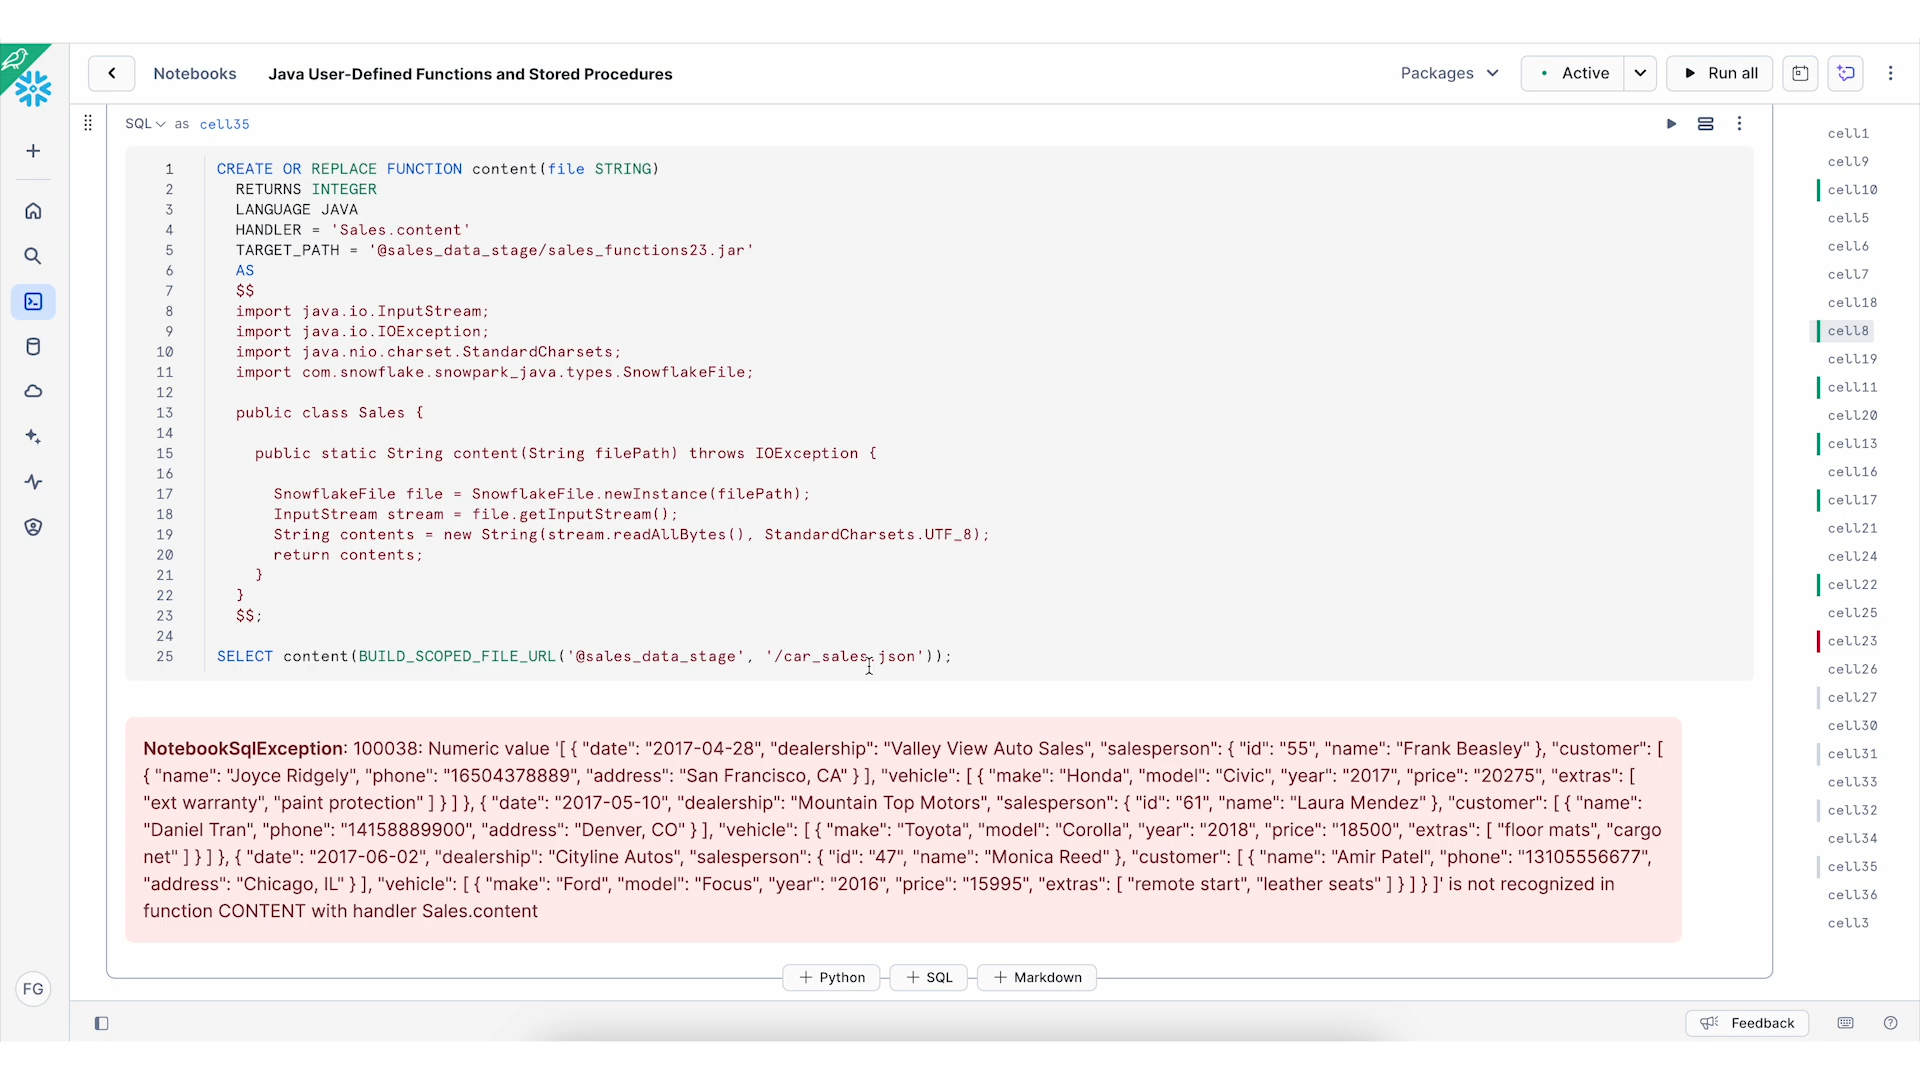 Notebooks
Java User-Defined Functions and Stored Procedures
Packages
Active
Run all
SQL as cell35
1 CREATE OR REPLACE FUNCTION content(file STRING)
2 RETURNS INTEGER
3 LANGUAGE JAVA
4 HANDLER = 'Sales.content'
5 TARGET_PATH = '@sales_data_stage/sales_functions23.jar'
6 AS
7 $$
8 import java.io.InputStream;
9 import java.io.IOException;
10 import java.nio.charset.StandardCharsets;
11 import com.snowflake.snowpark_java.types.SnowflakeFile;
12
13 public class Sales {
14
15 public static String content(String filePath) throws IOException {
16
17 SnowflakeFile file = SnowflakeFile.newInstance(filePath);
18 InputStream stream = file.getInputStream();
19 String contents = new String(stream.readAllBytes(), StandardCharsets.UTF_8);
20 return contents;
21 }
22 }
23 $$;
24
25 SELECT content(BUILD_SCOPED_FILE_URL('@sales_data_stage', '/car_sales.json'));
NotebookSqlException: 100038: Numeric value '[ { "date": "2017-04-28", "dealership": "Valley View Auto Sales", "salesperson": { "id": "55", "name": "Frank Beasley" }, "customer": [
{ "name": "Joyce Ridgely", "phone": "16504378889", "address": "San Francisco, CA" } ], "vehicle": [ { "make": "Honda", "model": "Civic", "year": "2017", "price": "20275", "extras": [
"ext warranty", "paint protection" ] } ] }, { "date": "2017-05-10", "dealership": "Mountain Top Motors", "salesperson": { "id": "61", "name": "Laura Mendez" }, "customer": [ { "name":
"Daniel Tran", "phone": "14158889900", "address": "Denver, CO" } ], "vehicle": [ { "make": "Toyota", "model": "Corolla", "year": "2018", "price": "18500", "extras": [ "floor mats", "cargo
net" ] } ] }, { "date": "2017-06-02", "dealership": "Cityline Autos", "salesperson": { "id": "47", "name": "Monica Reed" }, "customer": [ { "name": "Amir Patel", "phone": "13105556677",
"address": "Chicago, IL" } ], "vehicle": [ { "make": "Ford", "model": "Focus", "year": "2016", "price": "15995", "extras": [ "remote start", "leather seats" ] } ] } ]' is not recognized in
function CONTENT with handler Sales.content
+ Python
+ SQL
+ Markdown
cell1
cell9
cell10
cell5
cell6
cell7
cell18
cell8
cell19
cell11
cell20
cell13
cell16
cell17
cell21
cell24
cell22
cell25
cell23
cell26
cell27
cell30
cell31
cell33
cell32
cell34
cell35
cell36
cell3
FG
Feedback